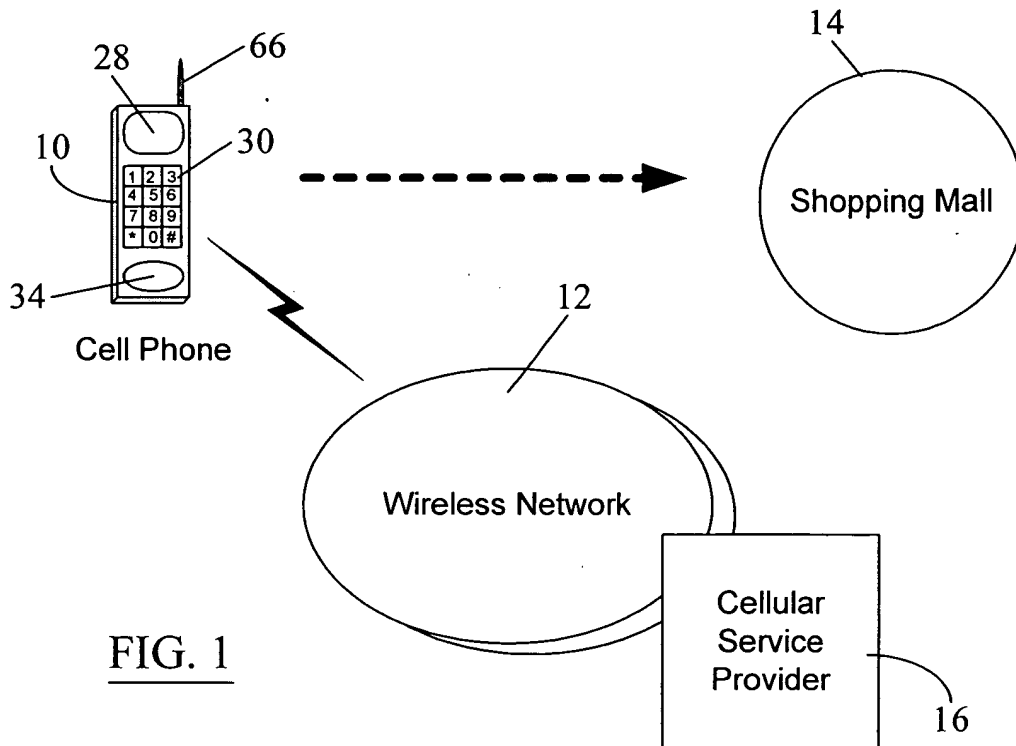 66
14
28
10
30
1 2 3
4 5 6
7 8 9
* 0 #
Shopping Mall
34
12
Cell Phone
Wireless Network
Cellular
Service
Provider
FIG. 1
16